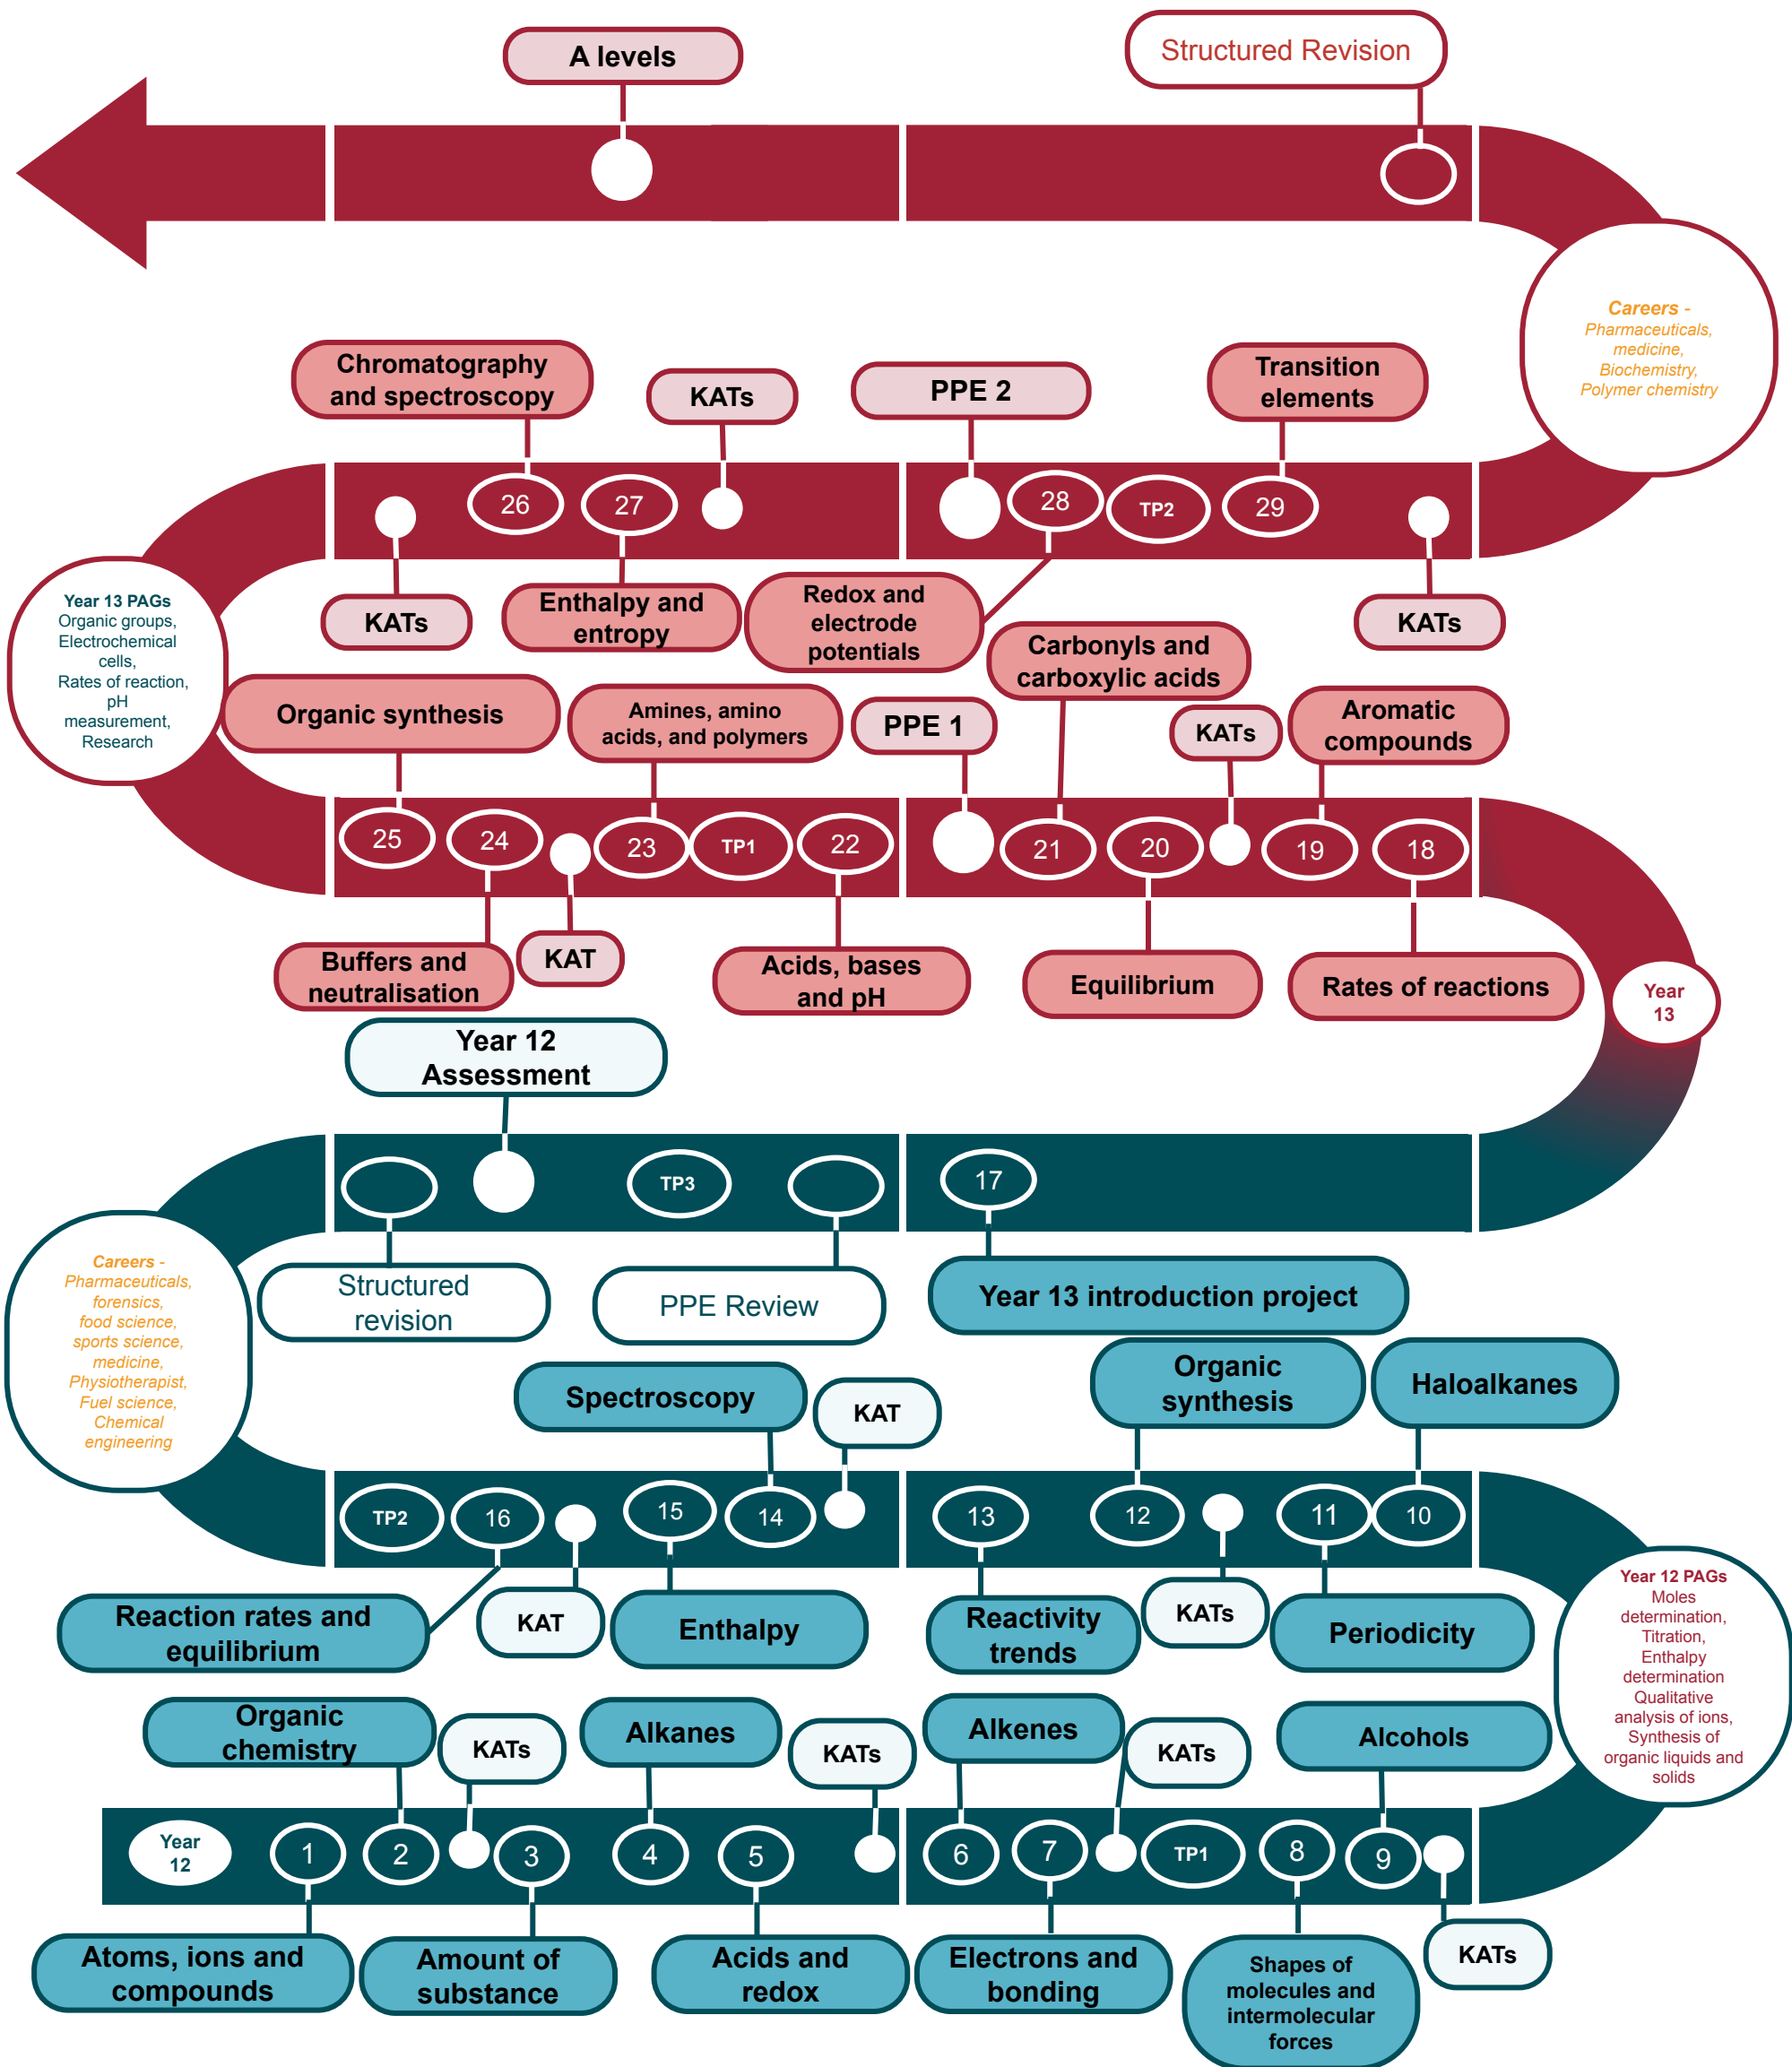 A levels
Structured Revision
Careers -
Pharmaceuticals,
medicine,
Biochemistry,
Polymer chemistry
Chromatography
and spectroscopy
KATs
PPE 2
Transition
elements
26
27
28
TP2
29
KATs
Enthalpy and
entropy
Redox and
electrode
potentials
KATs
Year 13 PAGs
Organic groups,
Electrochemical
cells,
Rates of reaction,
pH
measurement,
Research
Organic synthesis
Amines, amino
acids, and polymers
PPE 1
Carbonyls and
carboxylic acids
KATs
Aromatic
compounds
25
24
23
TP1
22
21
20
19
18
Buffers and
neutralisation
KAT
Acids, bases
and pH
Equilibrium
Rates of reactions
Year
13
Year 12
Assessment
TP3
17
Structured
revision
PPE Review
Year 13 introduction project
Careers -
Pharmaceuticals,
forensics,
food science,
sports science,
medicine,
Physiotherapist,
Fuel science,
Chemical
engineering
Spectroscopy
KAT
Organic
synthesis
Haloalkanes
TP2
16
15
14
13
12
11
10
Reaction rates and
equilibrium
KAT
Enthalpy
Reactivity
trends
KATs
Periodicity
Year 12 PAGs
Moles
determination,
Titration,
Enthalpy
determination
Qualitative
analysis of ions,
Synthesis of
organic liquids and
solids
Organic
chemistry
KATs
Alkanes
KATs
Alkenes
KATs
Alcohols
Year
12
1
2
3
4
5
6
7
TP1
8
9
Atoms, ions and
compounds
Amount of
substance
Acids and
redox
Electrons and
bonding
Shapes of
molecules and
intermolecular
forces
KATs